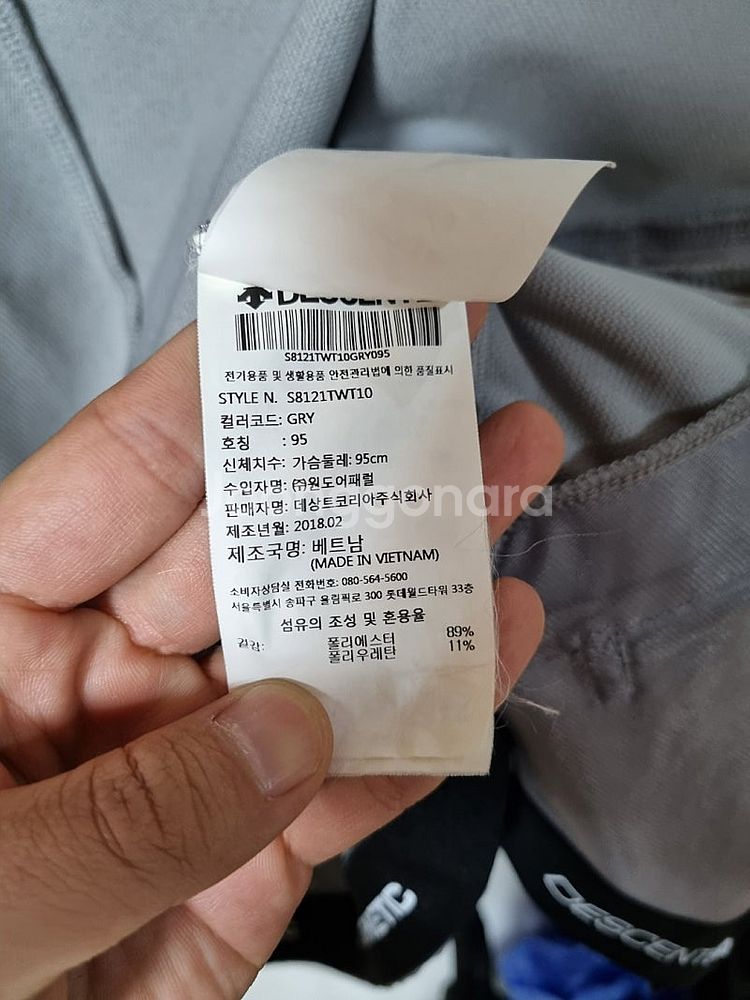 DESCENTE
S8121TWT10GRY095
전기용품 및 생활용품 안전관리법에 의한 품질표시
STYLE N. S8121TWT10
컬러코드: GRY
호칭 : 95
신체치수: 가슴둘레: 95cm
수입자명: ㈜원도어패럴
판매자명: 데상트코리아주식회사
제조년월: 2018.02
제조국명: 베트남
(MADE IN VIETNAM)
소비자상담실 전화번호: 080-564-5600
서울특별시 송파구 올림픽로 300 롯데월드타워 33층
섬유의 조성 및 혼용율
겉감: 폴리에스터 89%
폴리우레탄 11%
DESCENTE